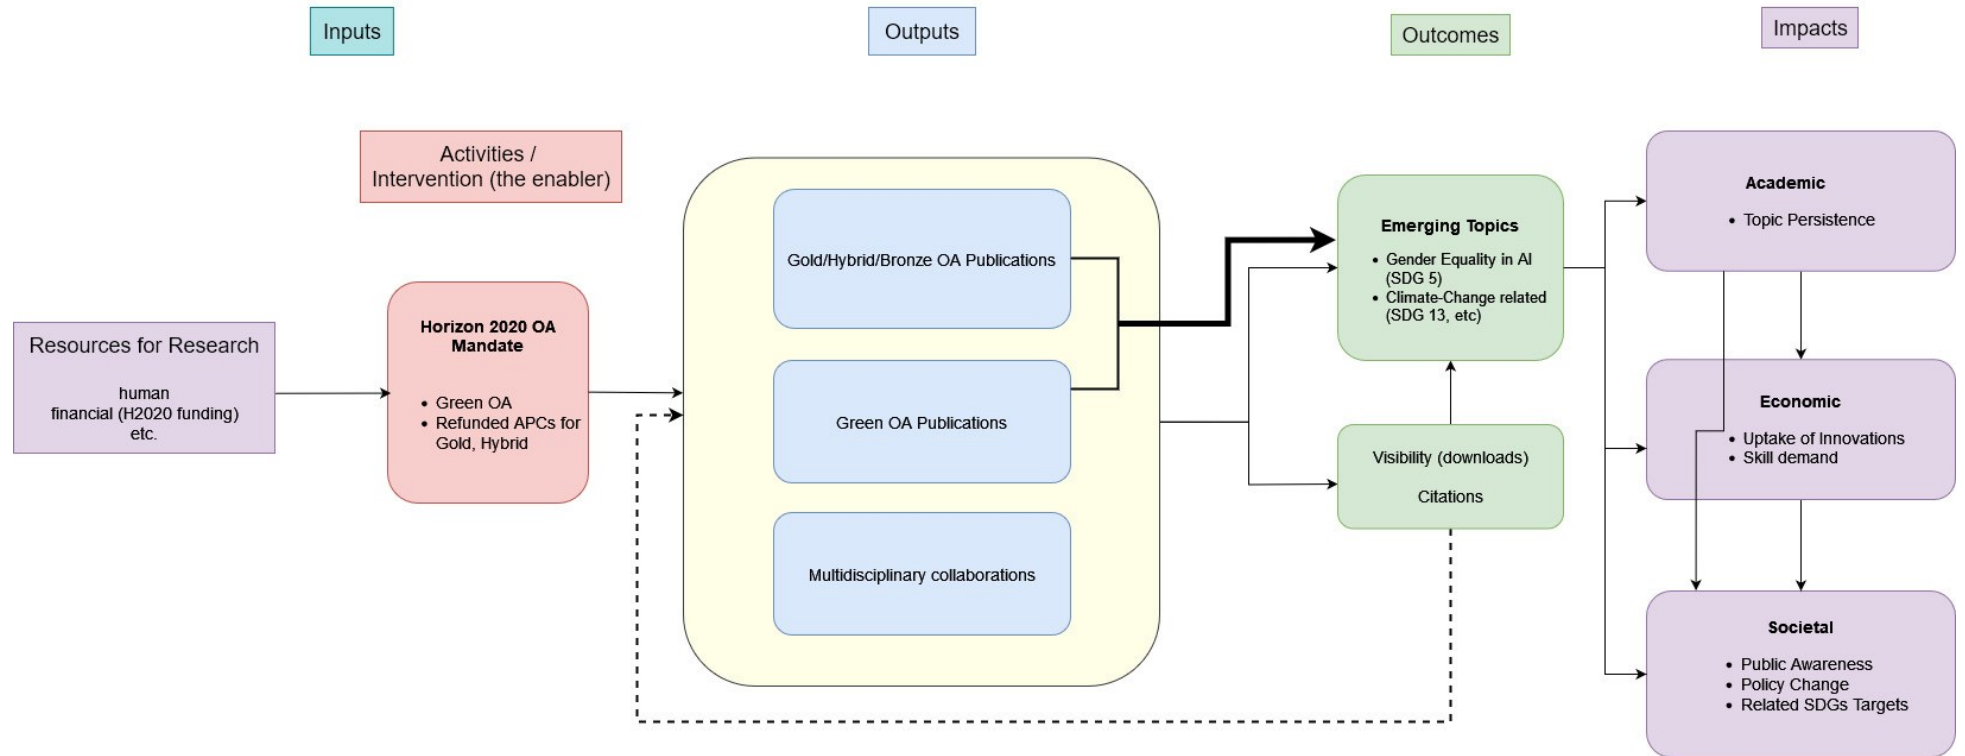 Inputs
Outputs
Outcomes
Impacts
Activities /
Intervention (the enabler)
Resources for Research
human
financial (H2020 funding)
etc.
Horizon 2020 OA
Mandate
• Green OA
• Refunded APCs for
Gold, Hybrid
Gold/Hybrid/Bronze OA Publications
Green OA Publications
Multidisciplinary collaborations
Emerging Topics
• Gender Equality in AI
(SDG 5)
• Climate-Change related
(SDG 13, etc)
Visibility (downloads)
Citations
Academic
• Topic Persistence
Economic
• Uptake of Innovations
• Skill demand
Societal
• Public Awareness
• Policy Change
• Related SDGs Targets